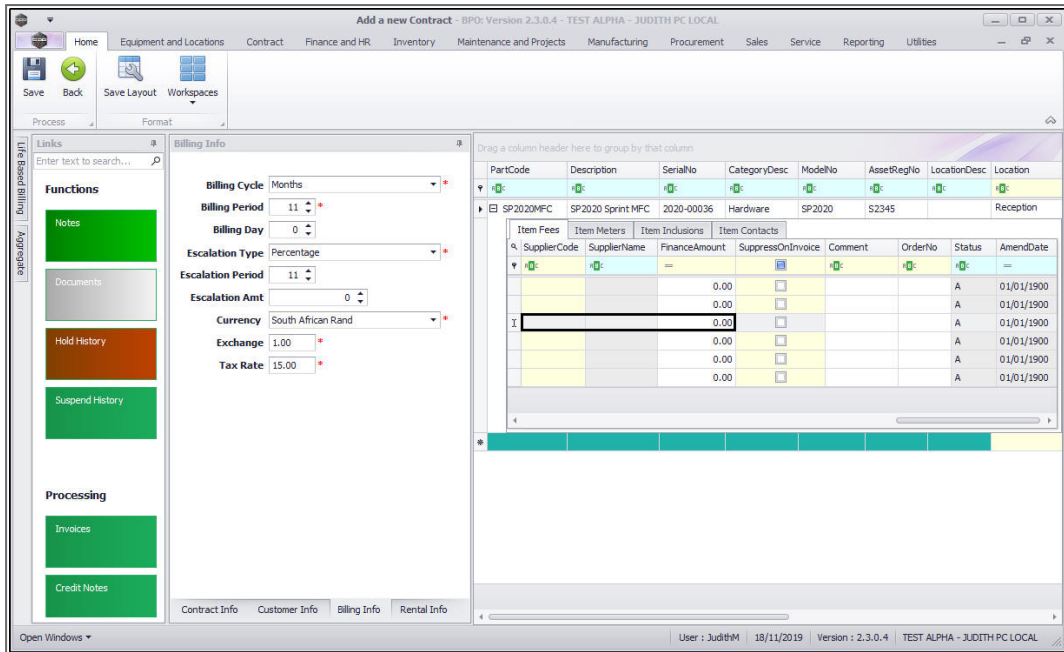 Add a new Contract - BPO: Version 2.3.0.4 - TEST ALPHA - JUDITH PC LOCAL
Home Equipment and Locations Contract Finance and HR Inventory Maintenance and Projects Manufacturing Procurement Sales Service Reporting Utilities
Save Back Save Layout Workspaces
Process Format
Life Based Billing
Aggregate
Links
Enter text to search...
Functions
Notes
Documents
Hold History
Suspend History
Processing
Invoices
Credit Notes
Billing Info
Billing Cycle Months *
Billing Period 11 *
Billing Day 0
Escalation Type Percentage *
Escalation Period 11
Escalation Amt 0
Currency South African Rand *
Exchange 1.00 *
Tax Rate 15.00 *
Contract Info Customer Info Billing Info Rental Info
Drag a column header here to group by that column
PartCode Description SerialNo CategoryDesc ModelNo AssetRegNo LocationDesc Location
SP2020MFC SP2020 Sprint MFC 2020-00036 Hardware SP2020 S2345 Reception
Item Fees Item Meters Item Inclusions Item Contacts
SupplierCode SupplierName FinanceAmount SuppressOnInvoice Comment OrderNo Status AmendDate
0.00 A 01/01/1900
0.00 A 01/01/1900
0.00 A 01/01/1900
0.00 A 01/01/1900
0.00 A 01/01/1900
0.00 A 01/01/1900
Open Windows User : JudithM 18/11/2019 Version : 2.3.0.4 TEST ALPHA - JUDITH PC LOCAL